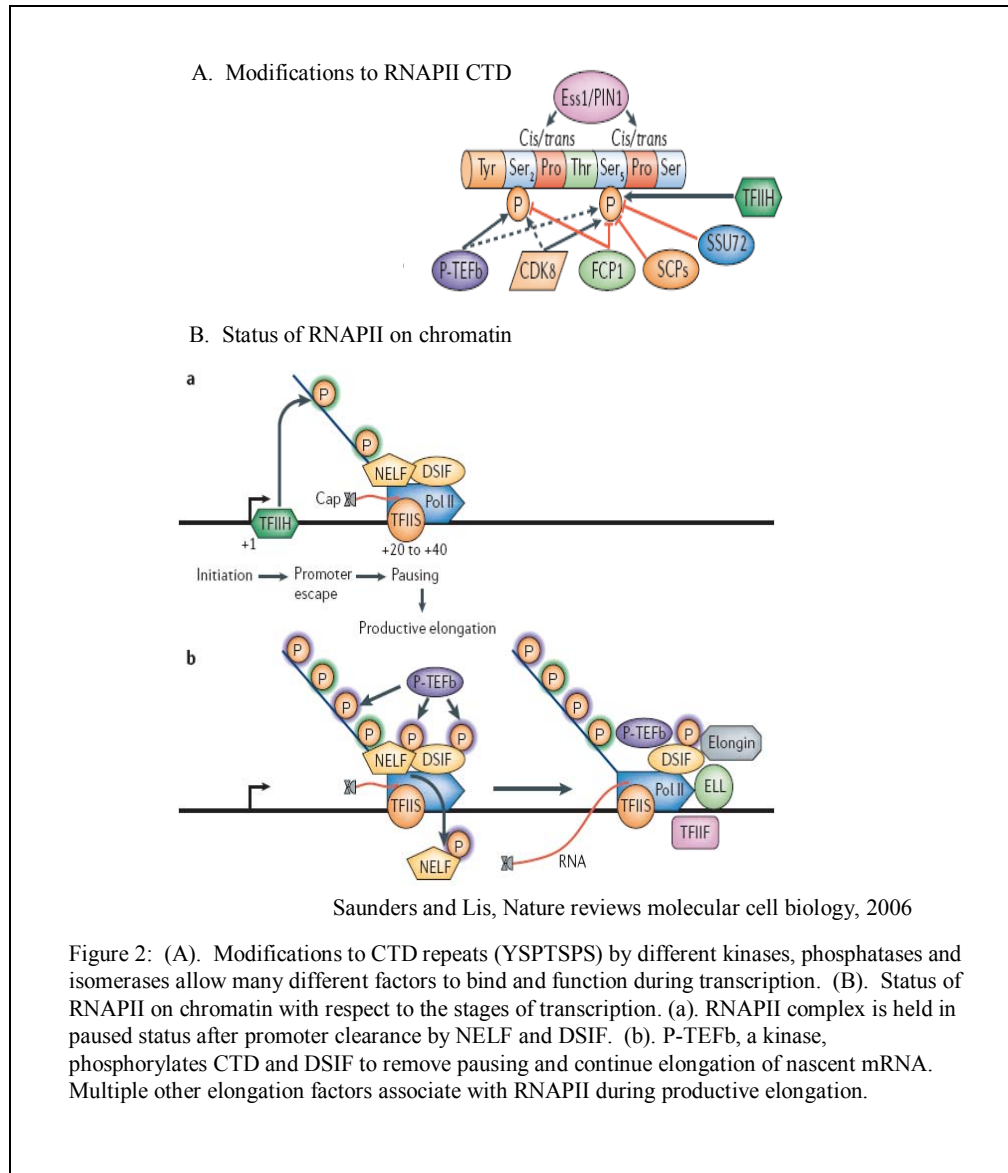 A. Modifications to RNAPII CTD
Ess1/PIN1
Cis/trans Cis/trans
Tyr Ser2 Pro Thr Ser5 Pro Ser
P P
TFIIH
SSU72
P-TEFb CDK8 FCP1 SCPs
B. Status of RNAPII on chromatin
a
P
P
NELF DSIF
Cap Pol II
TFIIH TFIIS
+1 +20 to +40
Initiation Promoter escape Pausing
Productive elongation
b
P P
P P-TEFb P
P P
P P P P P-TEFb P Elongin
NELF DSIF DSIF
Pol II ELL
TFIIS TFIIS
P TFIIF
NELF RNA
Saunders and Lis, Nature reviews molecular cell biology, 2006
Figure 2: (A). Modifications to CTD repeats (YSPTSPS) by different kinases, phosphatases and
isomerases allow many different factors to bind and function during transcription. (B). Status of
RNAPII on chromatin with respect to the stages of transcription. (a). RNAPII complex is held in
paused status after promoter clearance by NELF and DSIF. (b). P-TEFb, a kinase,
phosphorylates CTD and DSIF to remove pausing and continue elongation of nascent mRNA.
Multiple other elongation factors associate with RNAPII during productive elongation.